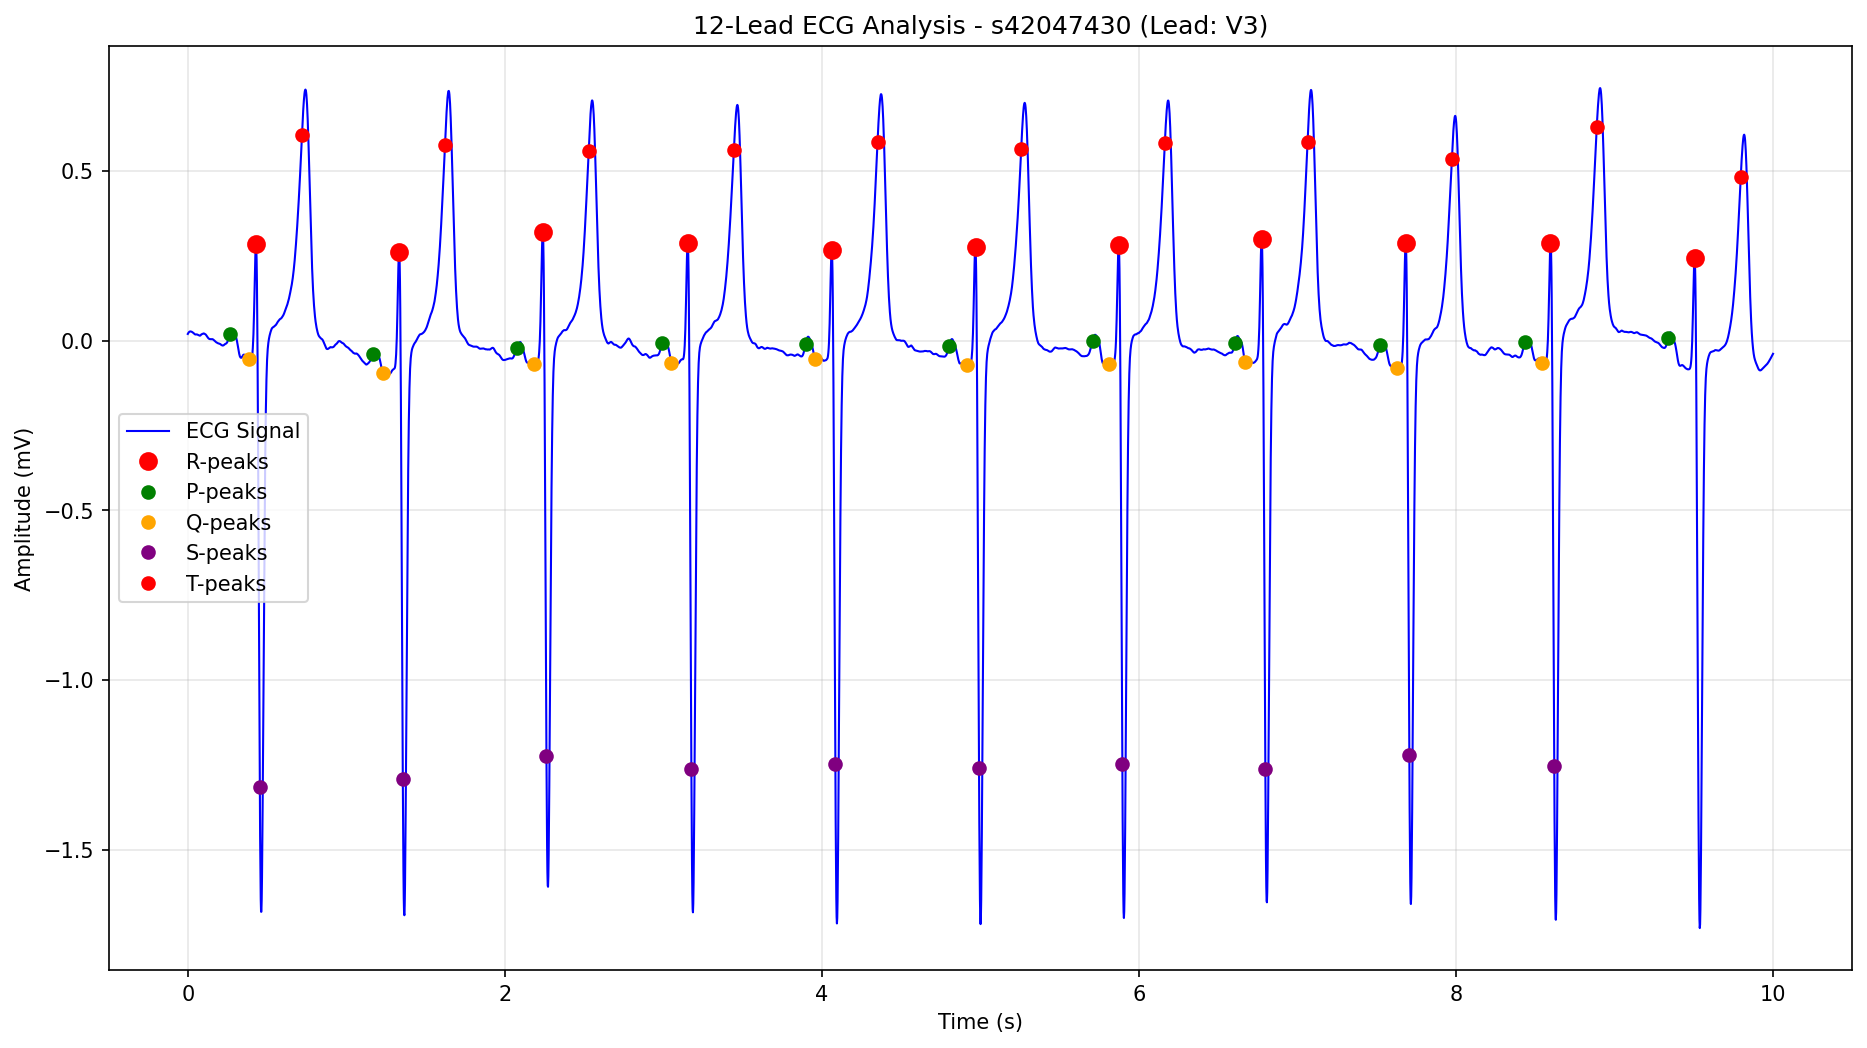 12-Lead ECG Analysis - s42047430 (Lead: V3)
Amplitude (mV)
0.5
0.0
−0.5
−1.0
−1.5
ECG Signal
R-peaks
P-peaks
Q-peaks
S-peaks
T-peaks
0 2 4 6 8 10
Time (s)